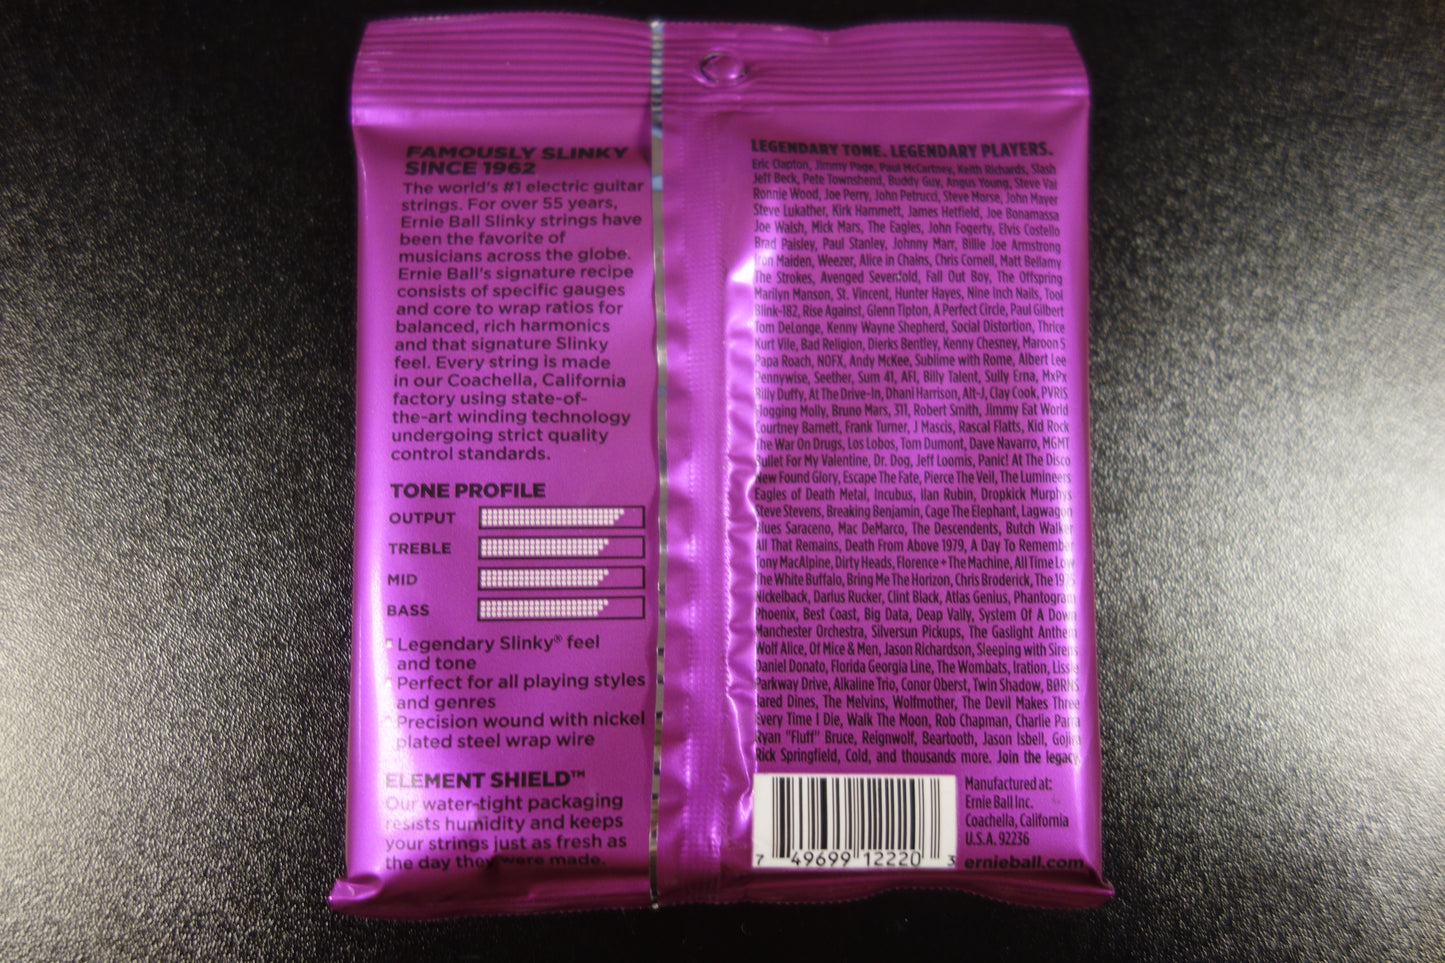 FAMOUSLY SLINKY
SINCE 1962
The world's #1 electric guitar
strings. For over 55 years,
Ernie Ball Slinky strings have
been the favorite of
musicians across the globe.
Ernie Ball's signature recipe
consists of specific gauges
and core to wrap ratios for
balanced, rich harmonics
and that signature Slinky
feel. Every string is made
in our Coachella, California
factory using state-of-
the-art winding technology
undergoing strict quality
control standards.
TONE PROFILE
OUTPUT
TREBLE
MID
BASS
Legendary Slinky® feel
and tone
Perfect for all playing styles
and genres
Precision wound with nickel
plated steel wrap wire
ELEMENT SHIELD™
Our water-tight packaging
resists humidity and keeps
your strings just as fresh as
the day they were made.
LEGENDARY TONE. LEGENDARY PLAYERS.
Eric Clapton, Jimmy Page, Paul McCartney, Keith Richards, Slash
Jeff Beck, Pete Townshend, Buddy Guy, Angus Young, Steve Vai
Ronnie Wood, Joe Perry, John Petrucci, Steve Morse, John Mayer
Steve Lukather, Kirk Hammett, James Hetfield, Joe Bonamassa
Joe Walsh, Mick Mars, The Eagles, John Fogerty, Elvis Costello
Brad Paisley, Paul Stanley, Johnny Marr, Billie Joe Armstrong
Iron Maiden, Weezer, Alice in Chains, Chris Cornell, Matt Bellamy
The Strokes, Avenged Sevenfold, Fall Out Boy, The Offspring
Marilyn Manson, St. Vincent, Hunter Hayes, Nine Inch Nails, Tool
Blink-182, Rise Against, Glenn Tipton, A Perfect Circle, Paul Gilbert
Tom DeLonge, Kenny Wayne Shepherd, Social Distortion, Thrice
Kurt Vile, Bad Religion, Dierks Bentley, Kenny Chesney, Maroon 5
Papa Roach, NOFX, Andy McKee, Sublime with Rome, Albert Lee
Pennywise, Seether, Sum 41, AFI, Billy Talent, Sully Erna, MxPx
Billy Duffy, At The Drive-In, Dhani Harrison, Alt-J, Clay Cook, PVRIS
Flogging Molly, Bruno Mars, 311, Robert Smith, Jimmy Eat World
Courtney Barnett, Frank Turner, J Mascis, Rascal Flatts, Kid Rock
The War On Drugs, Los Lobos, Tom Dumont, Dave Navarro, MGMT
Bullet For My Valentine, Dr. Dog, Jeff Loomis, Panic! At The Disco
New Found Glory, Escape The Fate, Pierce The Veil, The Lumineers
Eagles of Death Metal, Incubus, Ilan Rubin, Dropkick Murphys
Steve Stevens, Breaking Benjamin, Cage The Elephant, Lagwagon
Blues Saraceno, Mac DeMarco, The Descendents, Butch Walker
All That Remains, Death From Above 1979, A Day To Remember
Tony MacAlpine, Dirty Heads, Florence + The Machine, All Time Low
The White Buffalo, Bring Me The Horizon, Chris Broderick, The 1975
Nickelback, Darius Rucker, Clint Black, Atlas Genius, Phantogram
Phoenix, Best Coast, Big Data, Deap Vally, System Of A Down
Manchester Orchestra, Silversun Pickups, The Gaslight Anthem
Wolf Alice, Of Mice & Men, Jason Richardson, Sleeping with Sirens
Daniel Donato, Florida Georgia Line, The Wombats, Iration, Lissie
Parkway Drive, Alkaline Trio, Conor Oberst, Twin Shadow, BØRNS
Jared Dines, The Melvins, Wolfmother, The Devil Makes Three
Every Time I Die, Walk The Moon, Rob Chapman, Charlie Parra
Ryan "Fluff" Bruce, Reignwolf, Beartooth, Jason Isbell, Gojira
Rick Springfield, Cold, and thousands more. Join the legacy
7 49699 12220 3
Manufactured at:
Ernie Ball Inc.
Coachella, California
U.S.A. 92236
ernieball.com